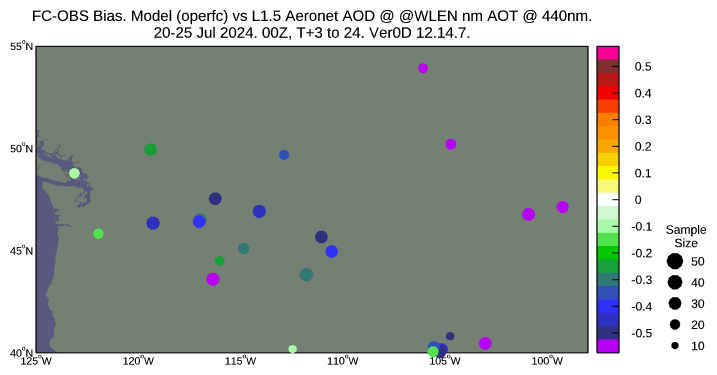 FC-OBS Bias. Model (operfc) vs L1.5 Aeronet AOD @ @WLEN nm AOT @ 440nm.
20-25 Jul 2024. 00Z, T+3 to 24. Ver0D 12.14.7.
55°N
50°N
45°N
40°N
125°W
120°W
115°W
110°W
105°W
100°W
0.5
0.4
0.3
0.2
0.1
0
-0.1
-0.2
-0.3
-0.4
-0.5
Sample
Size
50
40
30
20
10